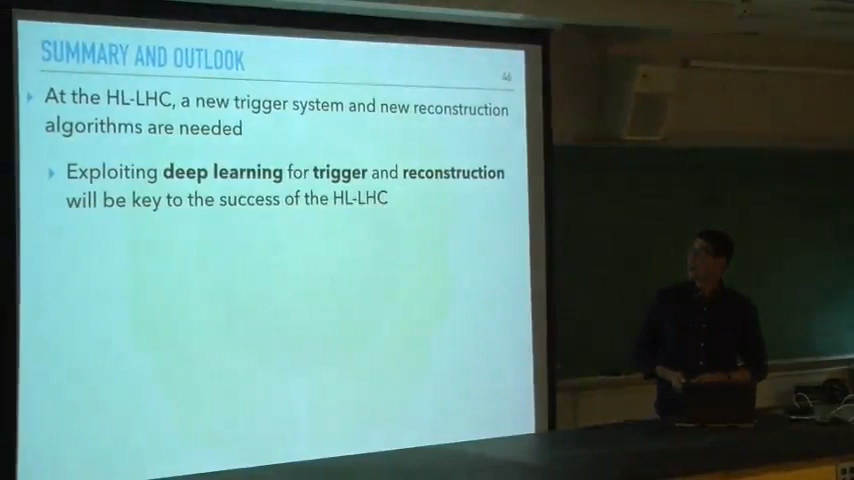 SUMMARY AND OUTLOOK
46
At the HL-LHC, a new trigger system and new reconstruction
algorithms are needed
Exploiting deep learning for trigger and reconstruction
will be key to the success of the HL-LHC